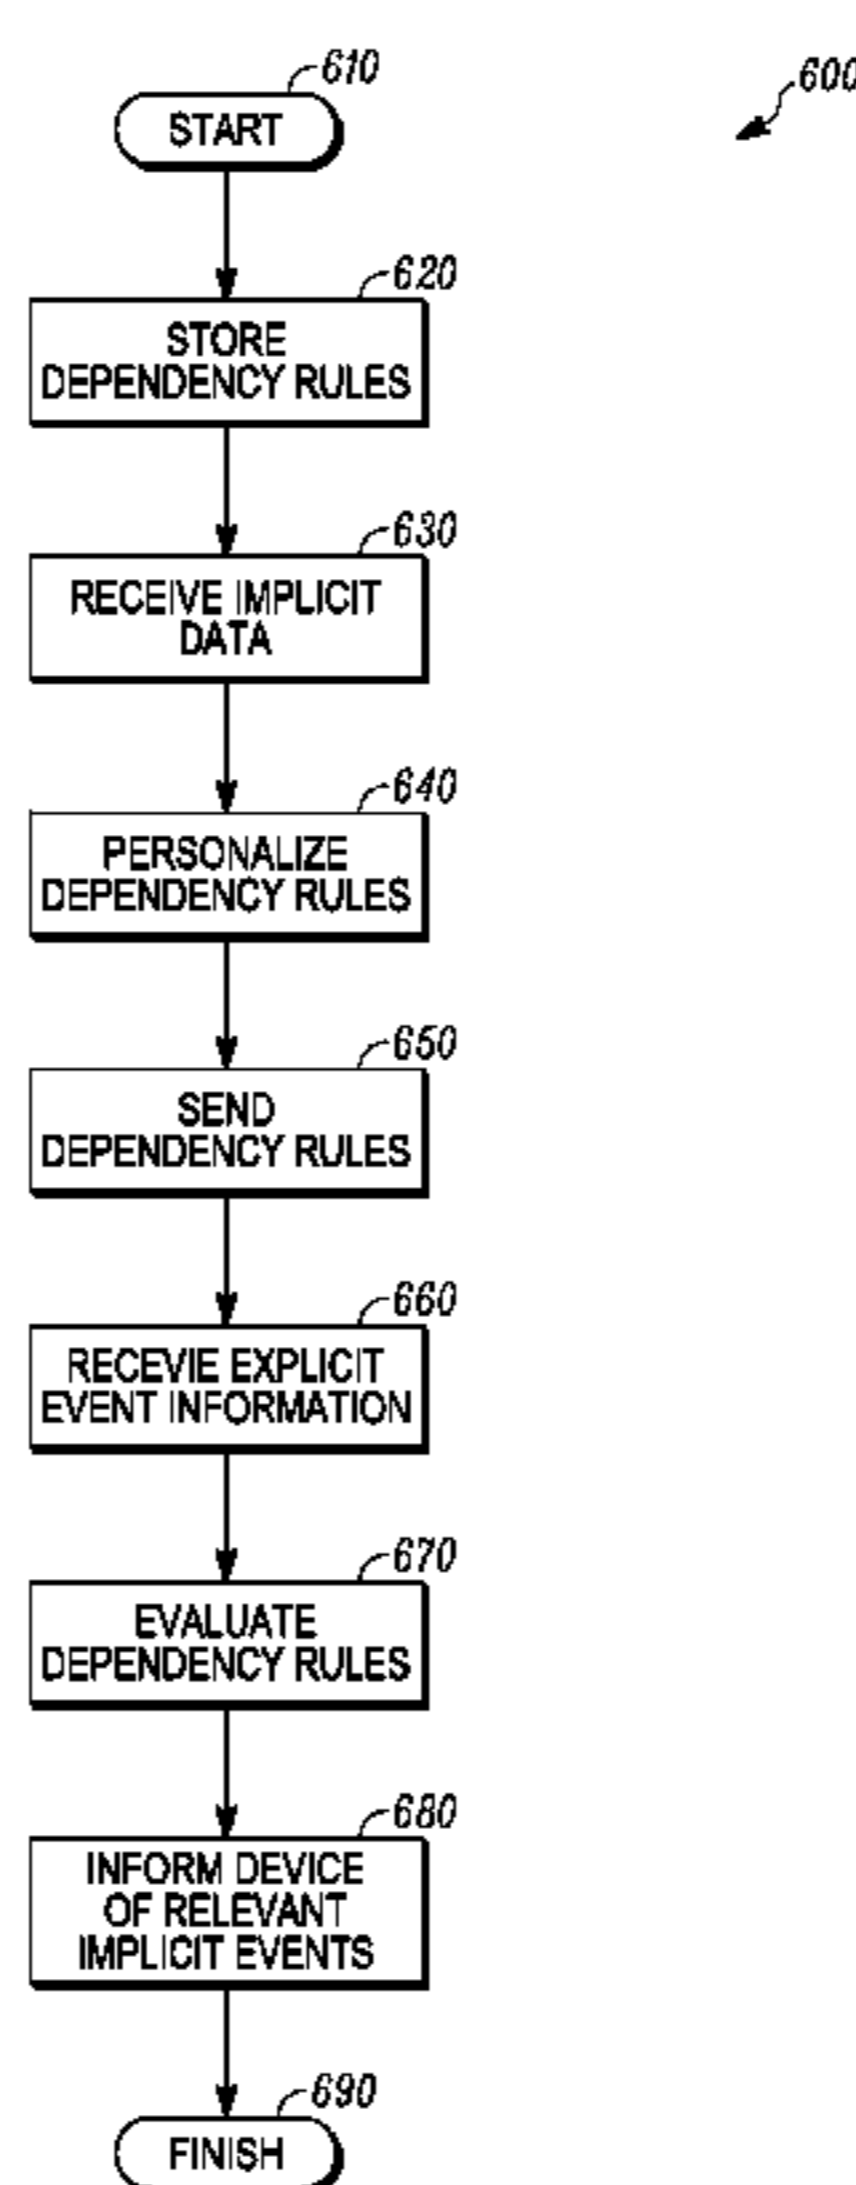 610
600
START
620
STORE
DEPENDENCY RULES
630
RECEIVE IMPLICIT
DATA
640
PERSONALIZE
DEPENDENCY RULES
650
SEND
DEPENDENCY RULES
660
RECEVIE EXPLICIT
EVENT INFORMATION
670
EVALUATE
DEPENDENCY RULES
680
INFORM DEVICE
OF RELEVANT
IMPLICIT EVENTS
690
FINISH